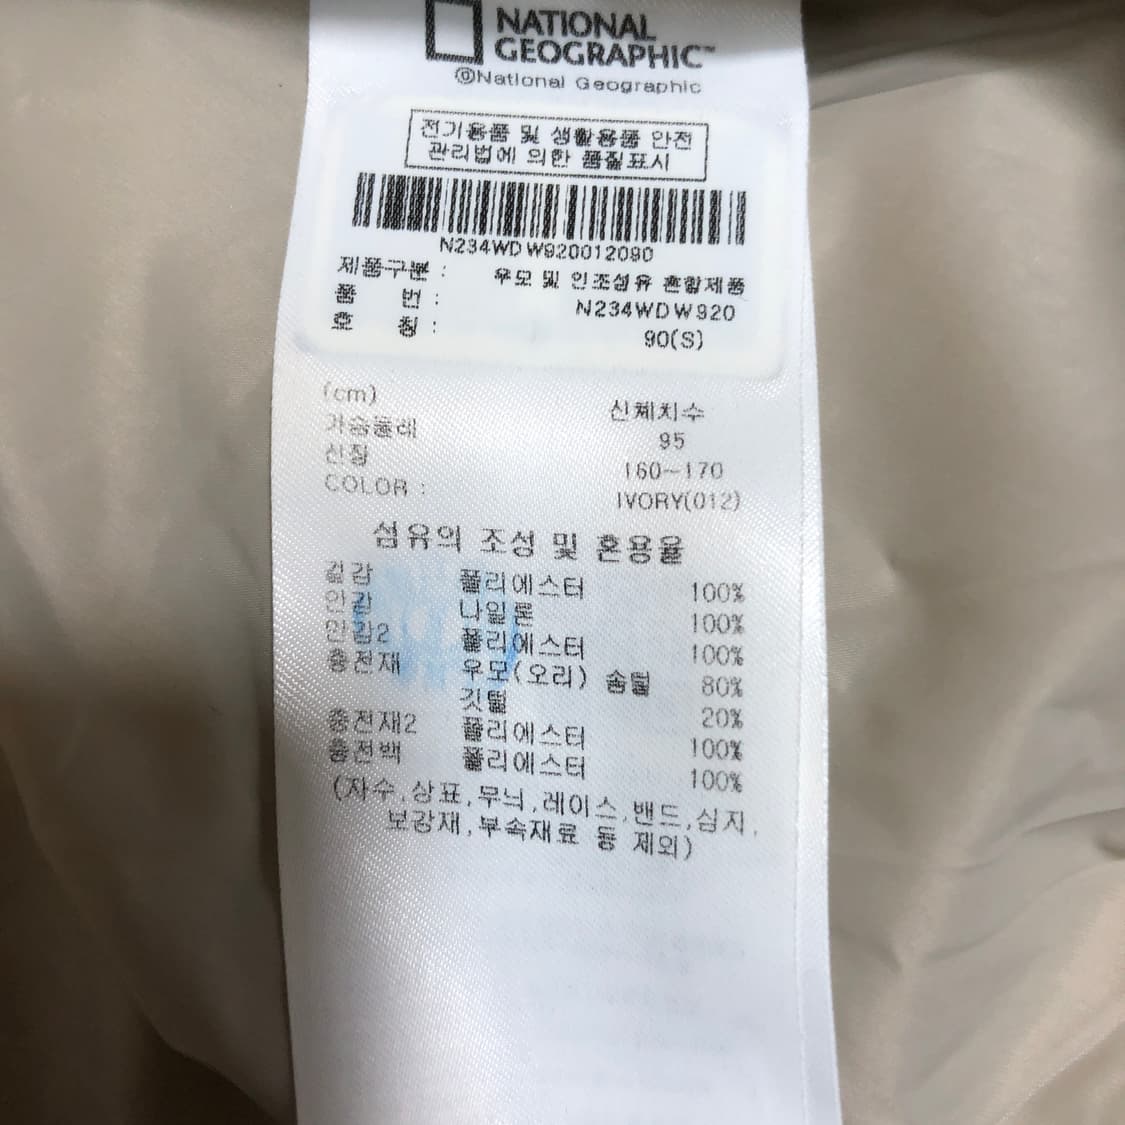 NATIONAL
GEOGRAPHIC™
©National Geographic
전기용품 및 생활용품 안전
관리법에 의한 품질표시
N234WDW920012090
제품구분 : 우모 및 인조섬유 혼합제품
품 번 : N234WDW920
호 칭 : 90(S)
(cm) 신체치수
가슴둘레 95
신장 160~170
COLOR : IVORY(012)
섬유의 조성 및 혼용율
겉감 폴리에스터 100%
안감 나일론 100%
안감2 폴리에스터 100%
충전재 우모(오리) 솜털 80%
깃털 20%
충전재2 폴리에스터 100%
충전백 폴리에스터 100%
(자수,상표,무늬,레이스,밴드,심지,
보강재,부속재료 등 제외)